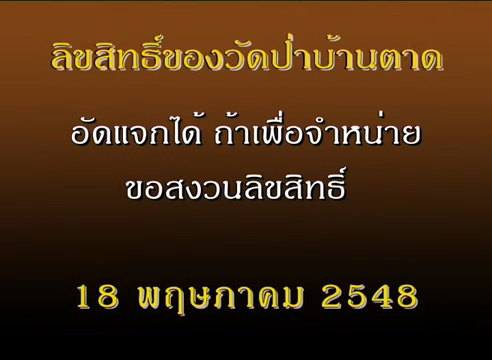 ลิขสิทธิ์ของวัดป่าบ้านตาด
อัดแจกได้ ถ้าเพื่อจำหน่าย
ขอสงวนลิขสิทธิ์
18 พฤษภาคม 2548